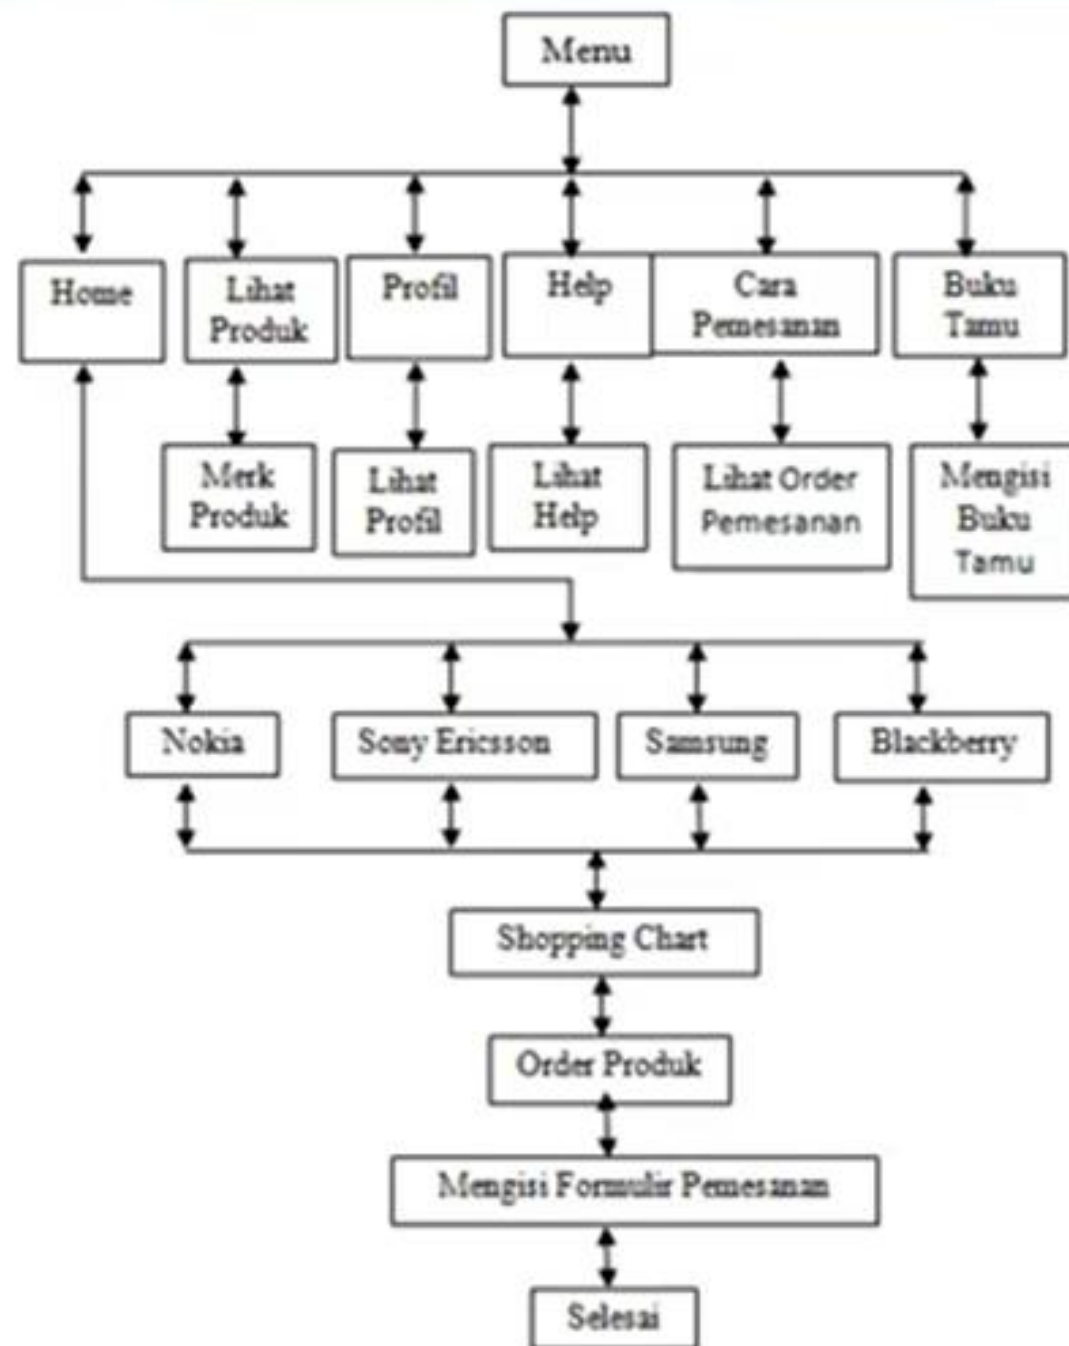 Menu
Home
Lihat
Produk
Profil
Help
Cara
Pemesanan
Buku
Tamu
Merk
Produk
Lihat
Profil
Lihat
Help
Lihat Order
Pemesanan
Mengisi
Buku
Tamu
Nokia
Sony Ericsson
Samsung
Blackberry
Shopping Chart
Order Produk
Mengisi Formulir Pemesanan
Selesai